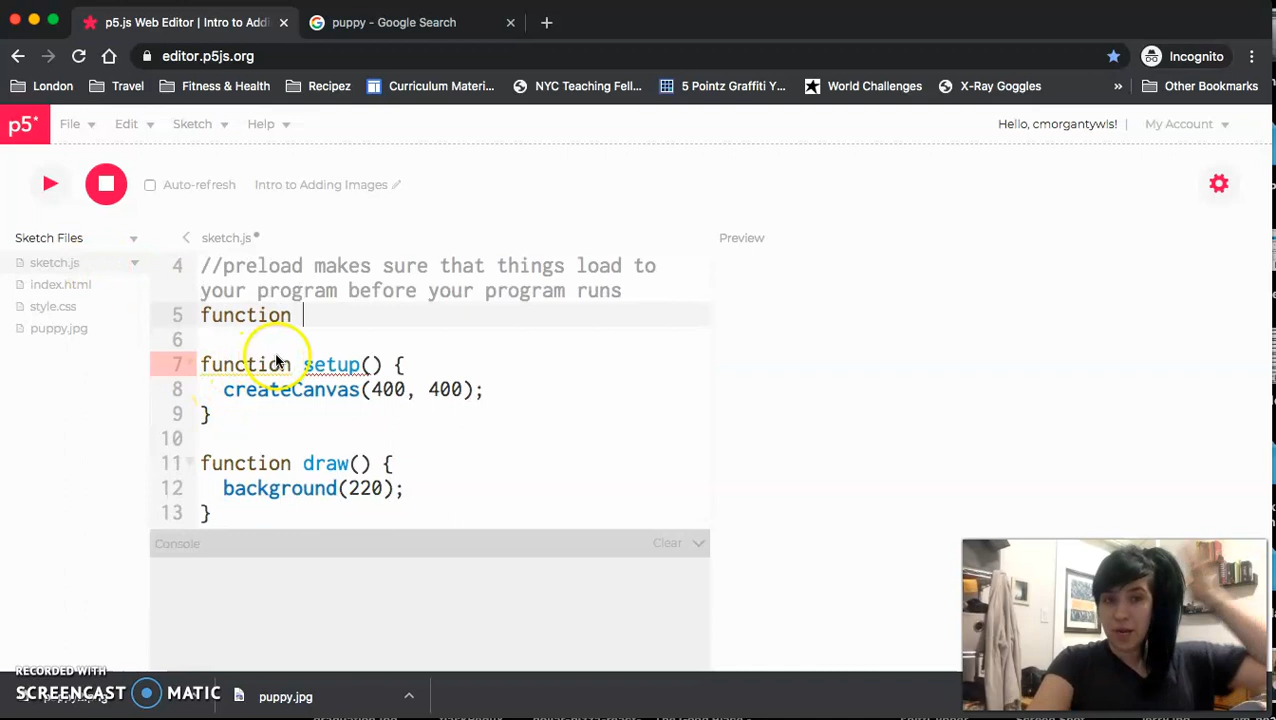 p5.js Web Editor | Intro to Addi
puppy - Google Search
editor.p5js.org
Incognito
London
Travel
Fitness & Health
Recipez
Curriculum Materi...
NYC Teaching Fell...
5 Pointz Graffiti Y...
World Challenges
X-Ray Goggles
»
Other Bookmarks
p5*
File
Edit
Sketch
Help
Hello, cmorgantywls!
My Account
Auto-refresh
Intro to Adding Images
Sketch Files
sketch.js
Preview
sketch.js
index.html
style.css
puppy.jpg
4 //preload makes sure that things load to
your program before your program runs
5 function
6
7 function setup() {
8 createCanvas(400, 400);
9 }
10
11 function draw() {
12 background(220);
13 }
Console
Clear
RECORDED WITH
SCREENCAST MATIC
puppy.jpg